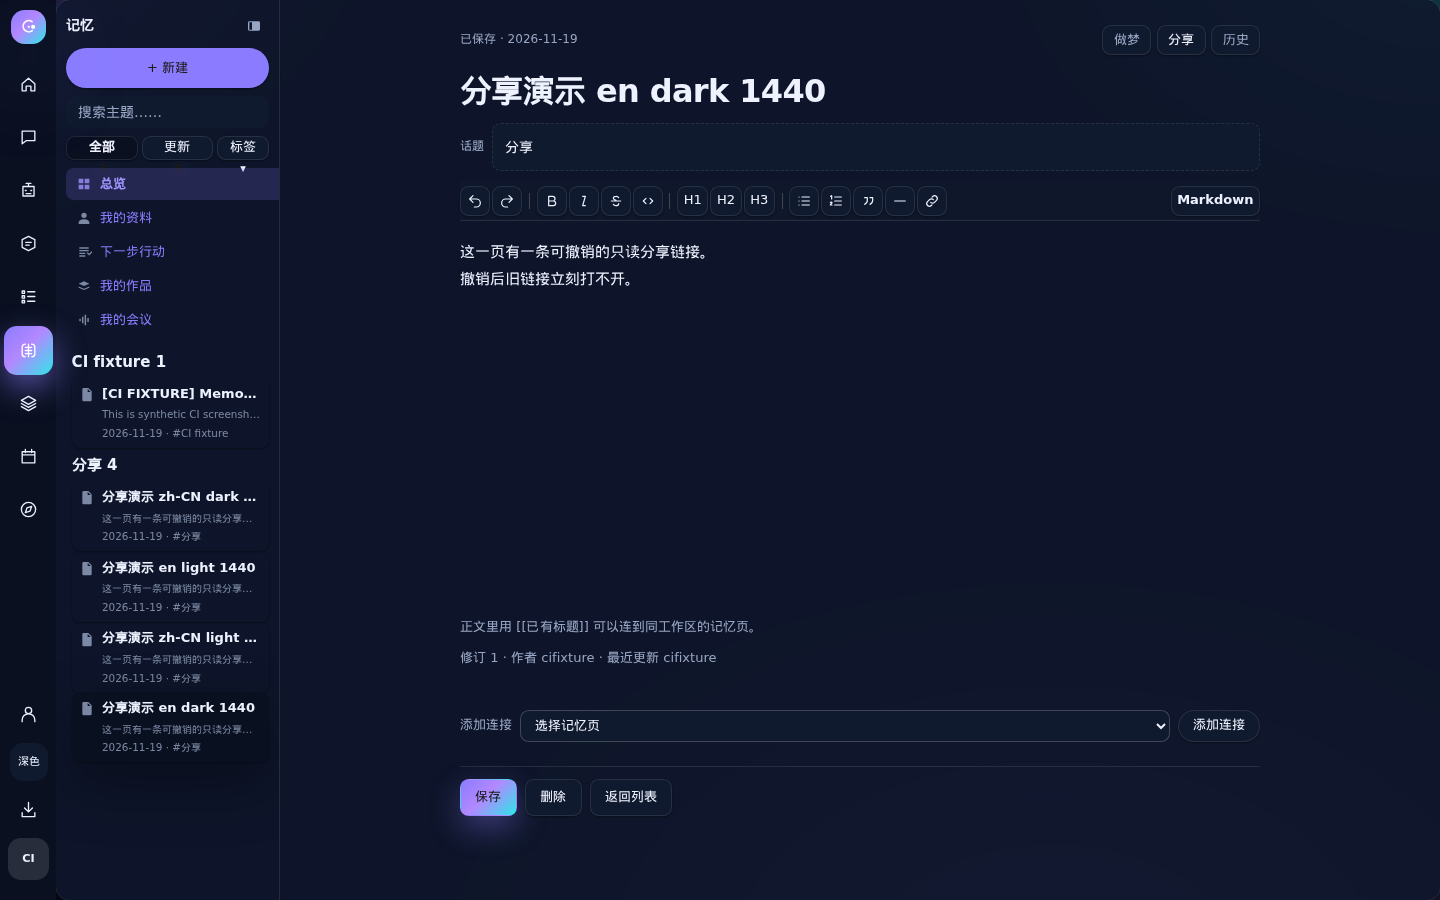 记忆
+ 新建
搜索主题……
全部 更新 标签
总览
我的资料
下一步行动
我的作品
我的会议
CI fixture 1
[CI FIXTURE] Memo…
This is synthetic CI screensh…
2026-11-19 · #CI fixture
分享 4
分享演示 zh-CN dark …
这一页有一条可撤销的只读分享…
2026-11-19 · #分享
分享演示 en light 1440
这一页有一条可撤销的只读分享…
2026-11-19 · #分享
分享演示 zh-CN light …
这一页有一条可撤销的只读分享…
2026-11-19 · #分享
分享演示 en dark 1440
这一页有一条可撤销的只读分享…
2026-11-19 · #分享
深色
CI
已保存 · 2026-11-19
做梦 分享 历史
分享演示 en dark 1440
话题 分享
B I S H1 H2 H3 Markdown
这一页有一条可撤销的只读分享链接。
撤销后旧链接立刻打不开。
正文里用 [[已有标题]] 可以连到同工作区的记忆页。
修订 1 · 作者 cifixture · 最近更新 cifixture
添加连接 选择记忆页 添加连接
保存 删除 返回列表